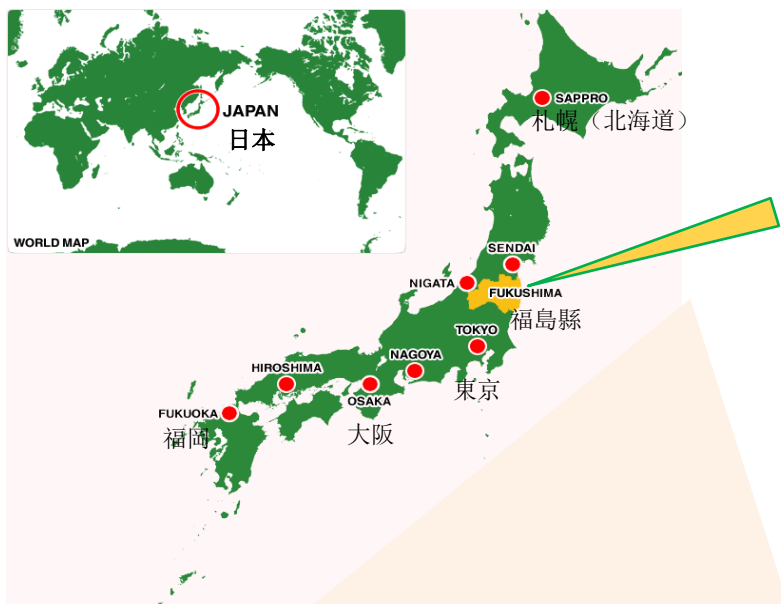 JAPAN
日本
WORLD MAP
SAPPRO
札幌（北海道）
SENDAI
NIGATA
FUKUSHIMA
福島縣
TOKYO
東京
NAGOYA
HIROSHIMA
OSAKA
大阪
FUKUOKA
福岡